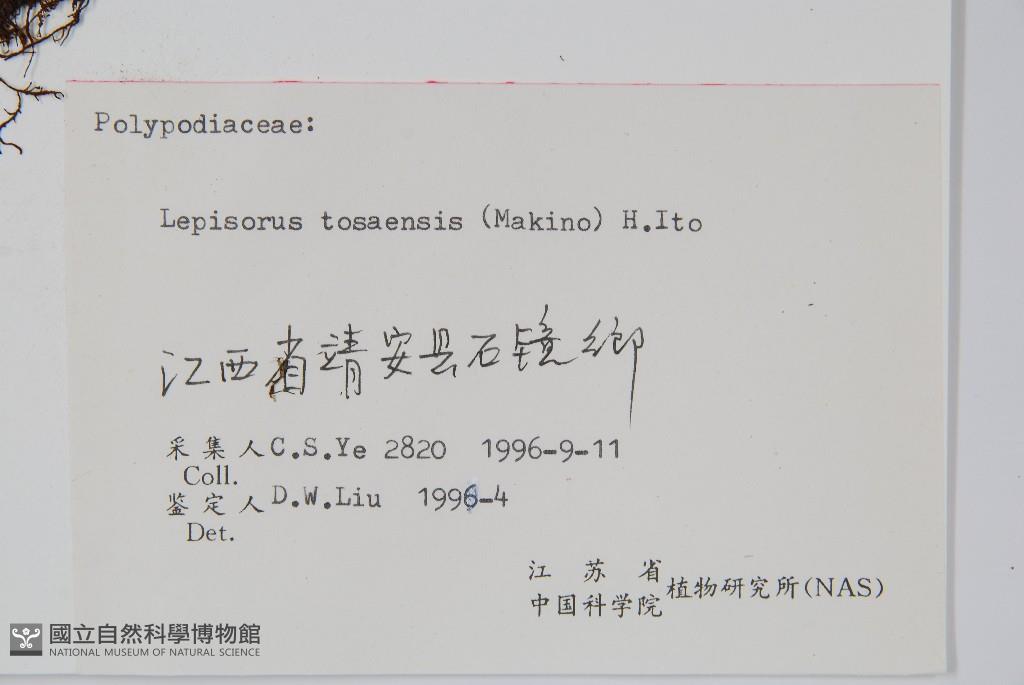 Polypodiaceae:
Lepisorus tosaensis (Makino) H.Ito
江西省靖安县石镜鄉
采集人 C.S.Ye 2820 1996-9-11
Coll.
鉴定人 D.W.Liu 1996-4
Det.
江苏省
中国科学院 植物研究所(NAS)
國立自然科學博物館
NATIONAL MUSEUM OF NATURAL SCIENCE